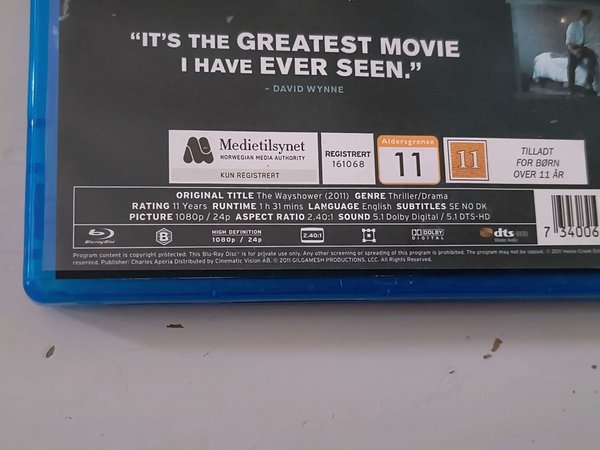 “IT’S THE GREATEST MOVIE
I HAVE EVER SEEN.”
– DAVID WYNNE
Medietilsynet
NORWEGIAN MEDIA AUTHORITY
KUN REGISTRERT
REGISTRERT
161068
Aldersgrense
11
11
TILLADT
FOR BØRN
OVER 11 ÅR
ORIGINAL TITLE The Wayshower (2011) GENRE Thriller/Drama
RATING 11 Years RUNTIME 1 h 31 mins LANGUAGE English SUBTITLES SE NO DK
PICTURE 1080p / 24p ASPECT RATIO 2.40:1 SOUND 5.1 Dolby Digital / 5.1 DTS-HD
Blu-ray Disc
B
HIGH DEFINITION
1080p / 24p
2.40:1
DOLBY
DIGITAL
dts-HD
Master Audio
7 34006
Program content is copyright protected. This Blu-Ray Disc is for private use only. Any other screening or spreading of this program is prohibited. The program may not be copied. © 2011
reserved. Publisher: Charles Aperia Distributed by Cinematic Vision AB. © 2011 GILGAMESH PRODUCTIONS, LCC. All Rights Reserved.